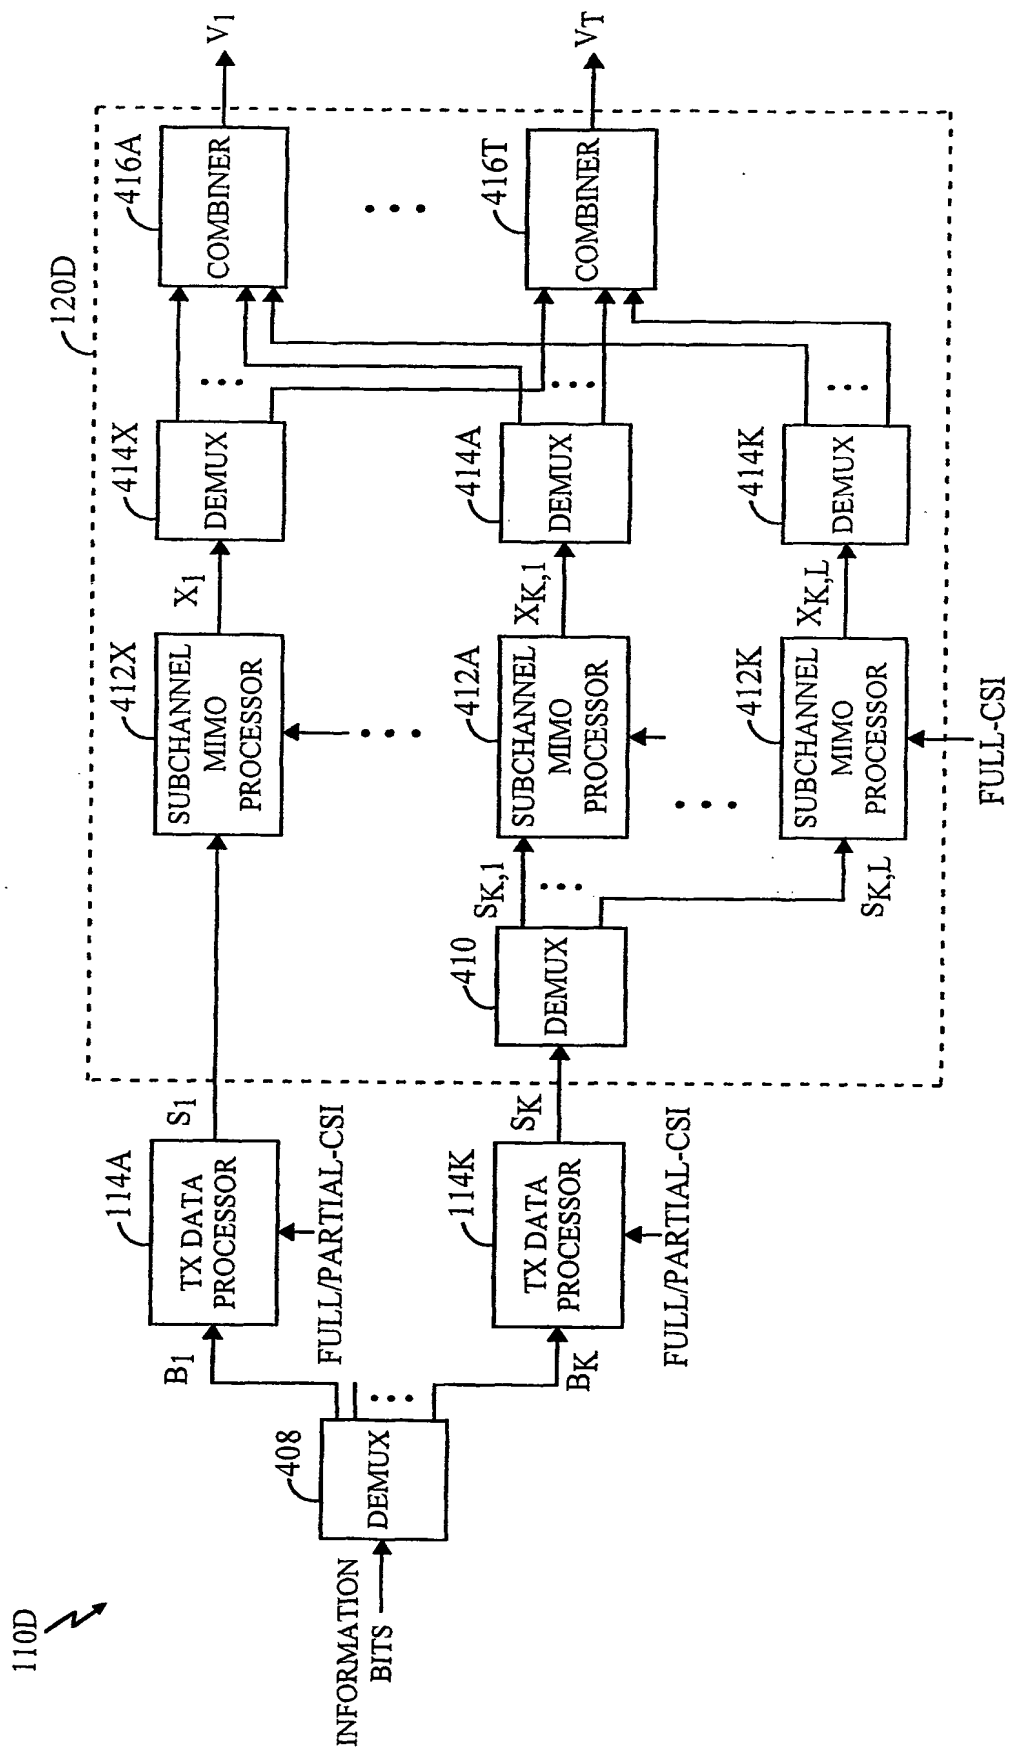 110D
INFORMATION
BITS
408
DEMUX
B1
BK
114A
TX DATA
PROCESSOR
FULL/PARTIAL-CSI
S1
114K
TX DATA
PROCESSOR
FULL/PARTIAL-CSI
SK
120D
410
DEMUX
SK,1
SK,L
412X
SUBCHANNEL
MIMO
PROCESSOR
X1
412A
SUBCHANNEL
MIMO
PROCESSOR
XK,1
412K
SUBCHANNEL
MIMO
PROCESSOR
XK,L
FULL-CSI
414X
DEMUX
414A
DEMUX
414K
DEMUX
416A
COMBINER
V1
416T
COMBINER
VT